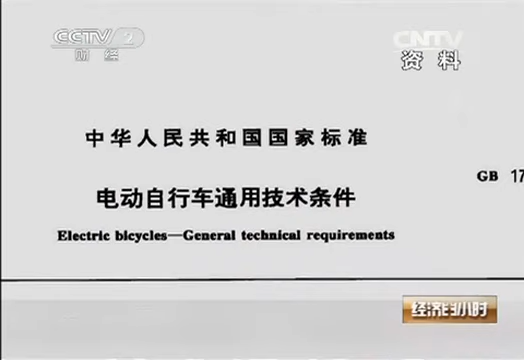 CCTV 2
财经
CNTV
资料
中华人民共和国国家标准
GB 17
电动自行车通用技术条件
Electric bicycles—General technical requirements
经济半小时